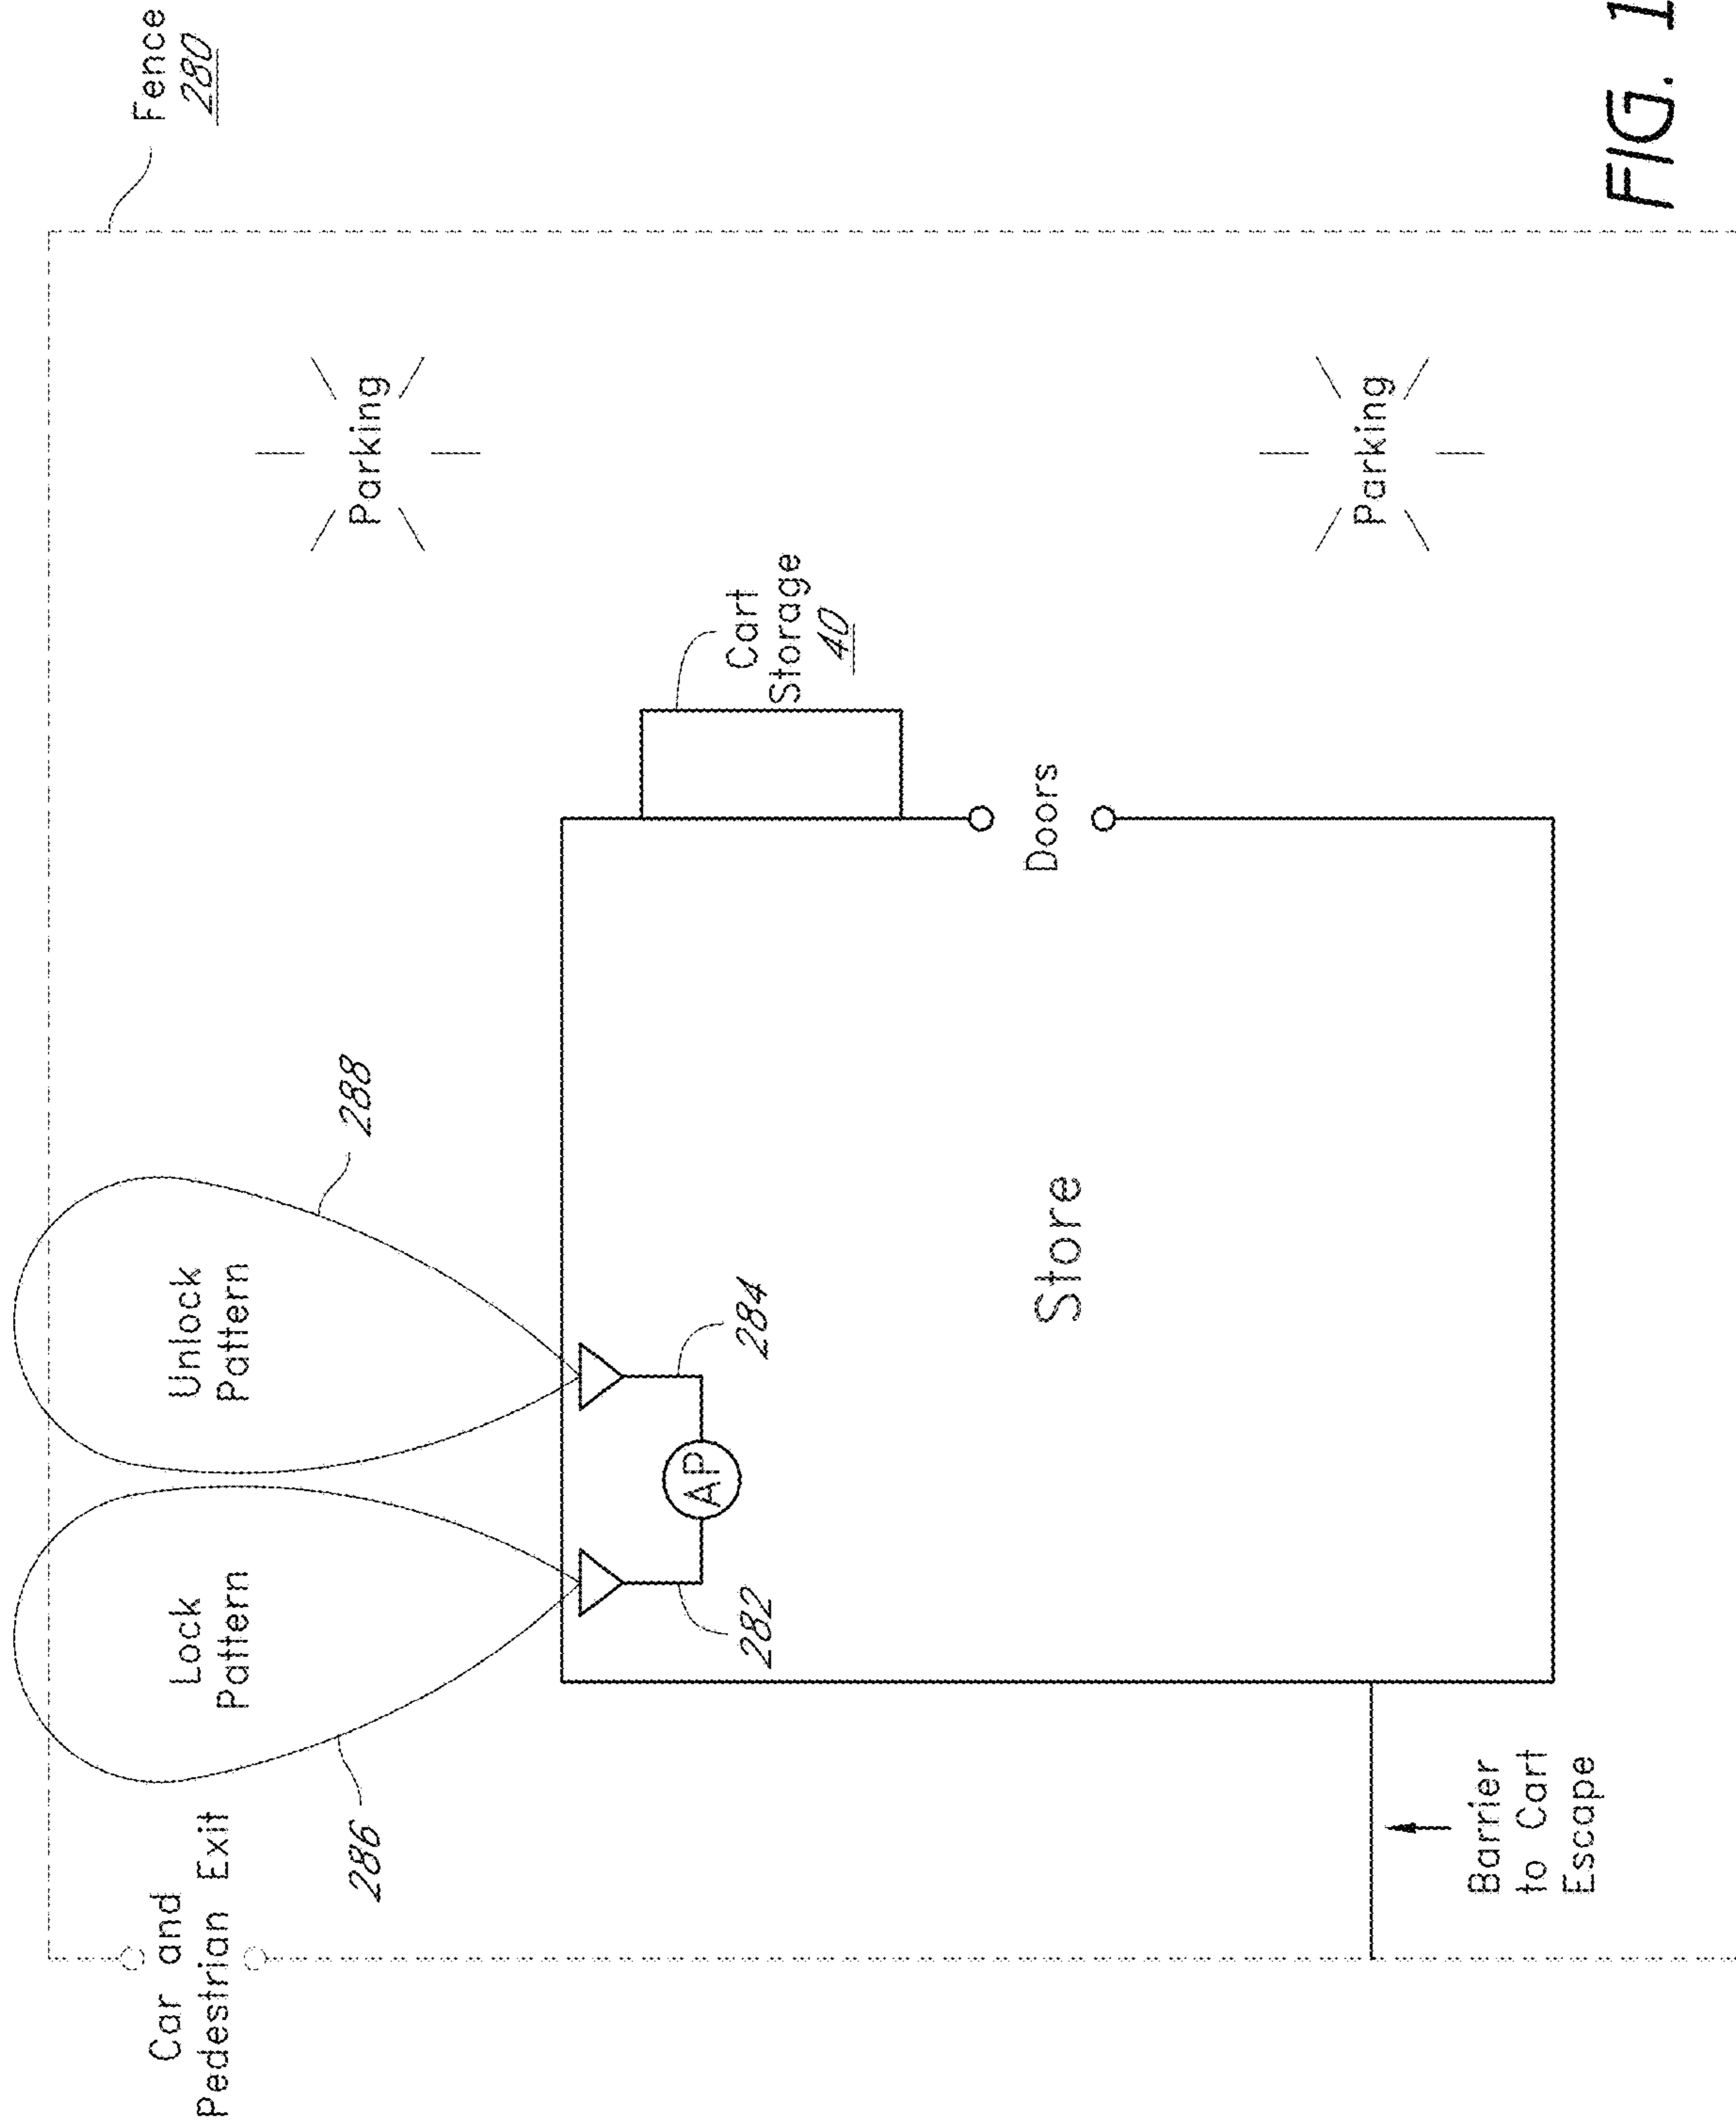 Car and
Pedestrian Exit
286
Lock
Pattern
Unlock
Pattern
288
Fence
280
282
AP
284
Parking
Cart
Storage
40
Store
Doors
Barrier
to Cart
Escape
Parking
FIG. 1